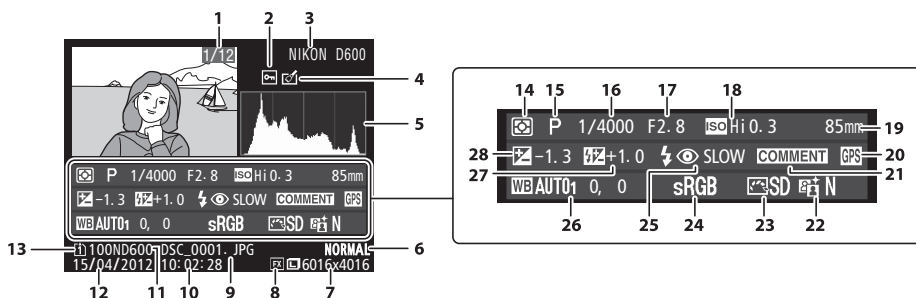 1 2 3
1/12 NIKON D600
4
5
P 1/4000 F2.8 ISO Hi0.3 85mm
-1.3 +1.0 SLOW COMMENT GPS
WB AUTO1 0, 0 sRGB SD N
13 1 100ND600 DSC_0001. JPG NORMAL 6
15/04/2012 10:02:28 FX 6016x4016
12 11 10 9 8 7
14 15 16 17 18
P 1/4000 F2.8 ISO Hi0.3 85mm 19
28 -1.3 +1.0 SLOW COMMENT GPS 20
27 25 21
WB AUTO1 0, 0 sRGB SD N
26 24 23 22